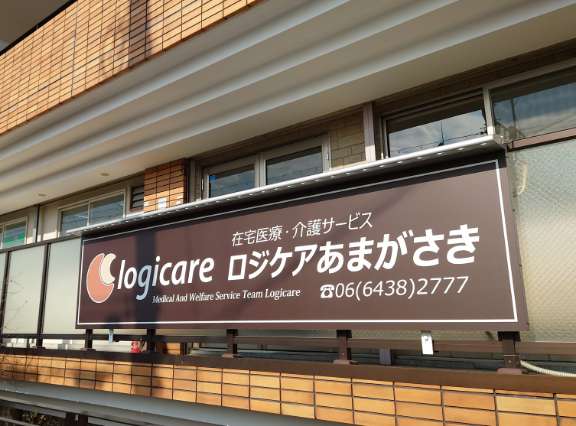 在宅医療・介護サービス
logicare ロジケアあまがさき
Medical And Welfare Service Team Logicare ☎06(6438)2777